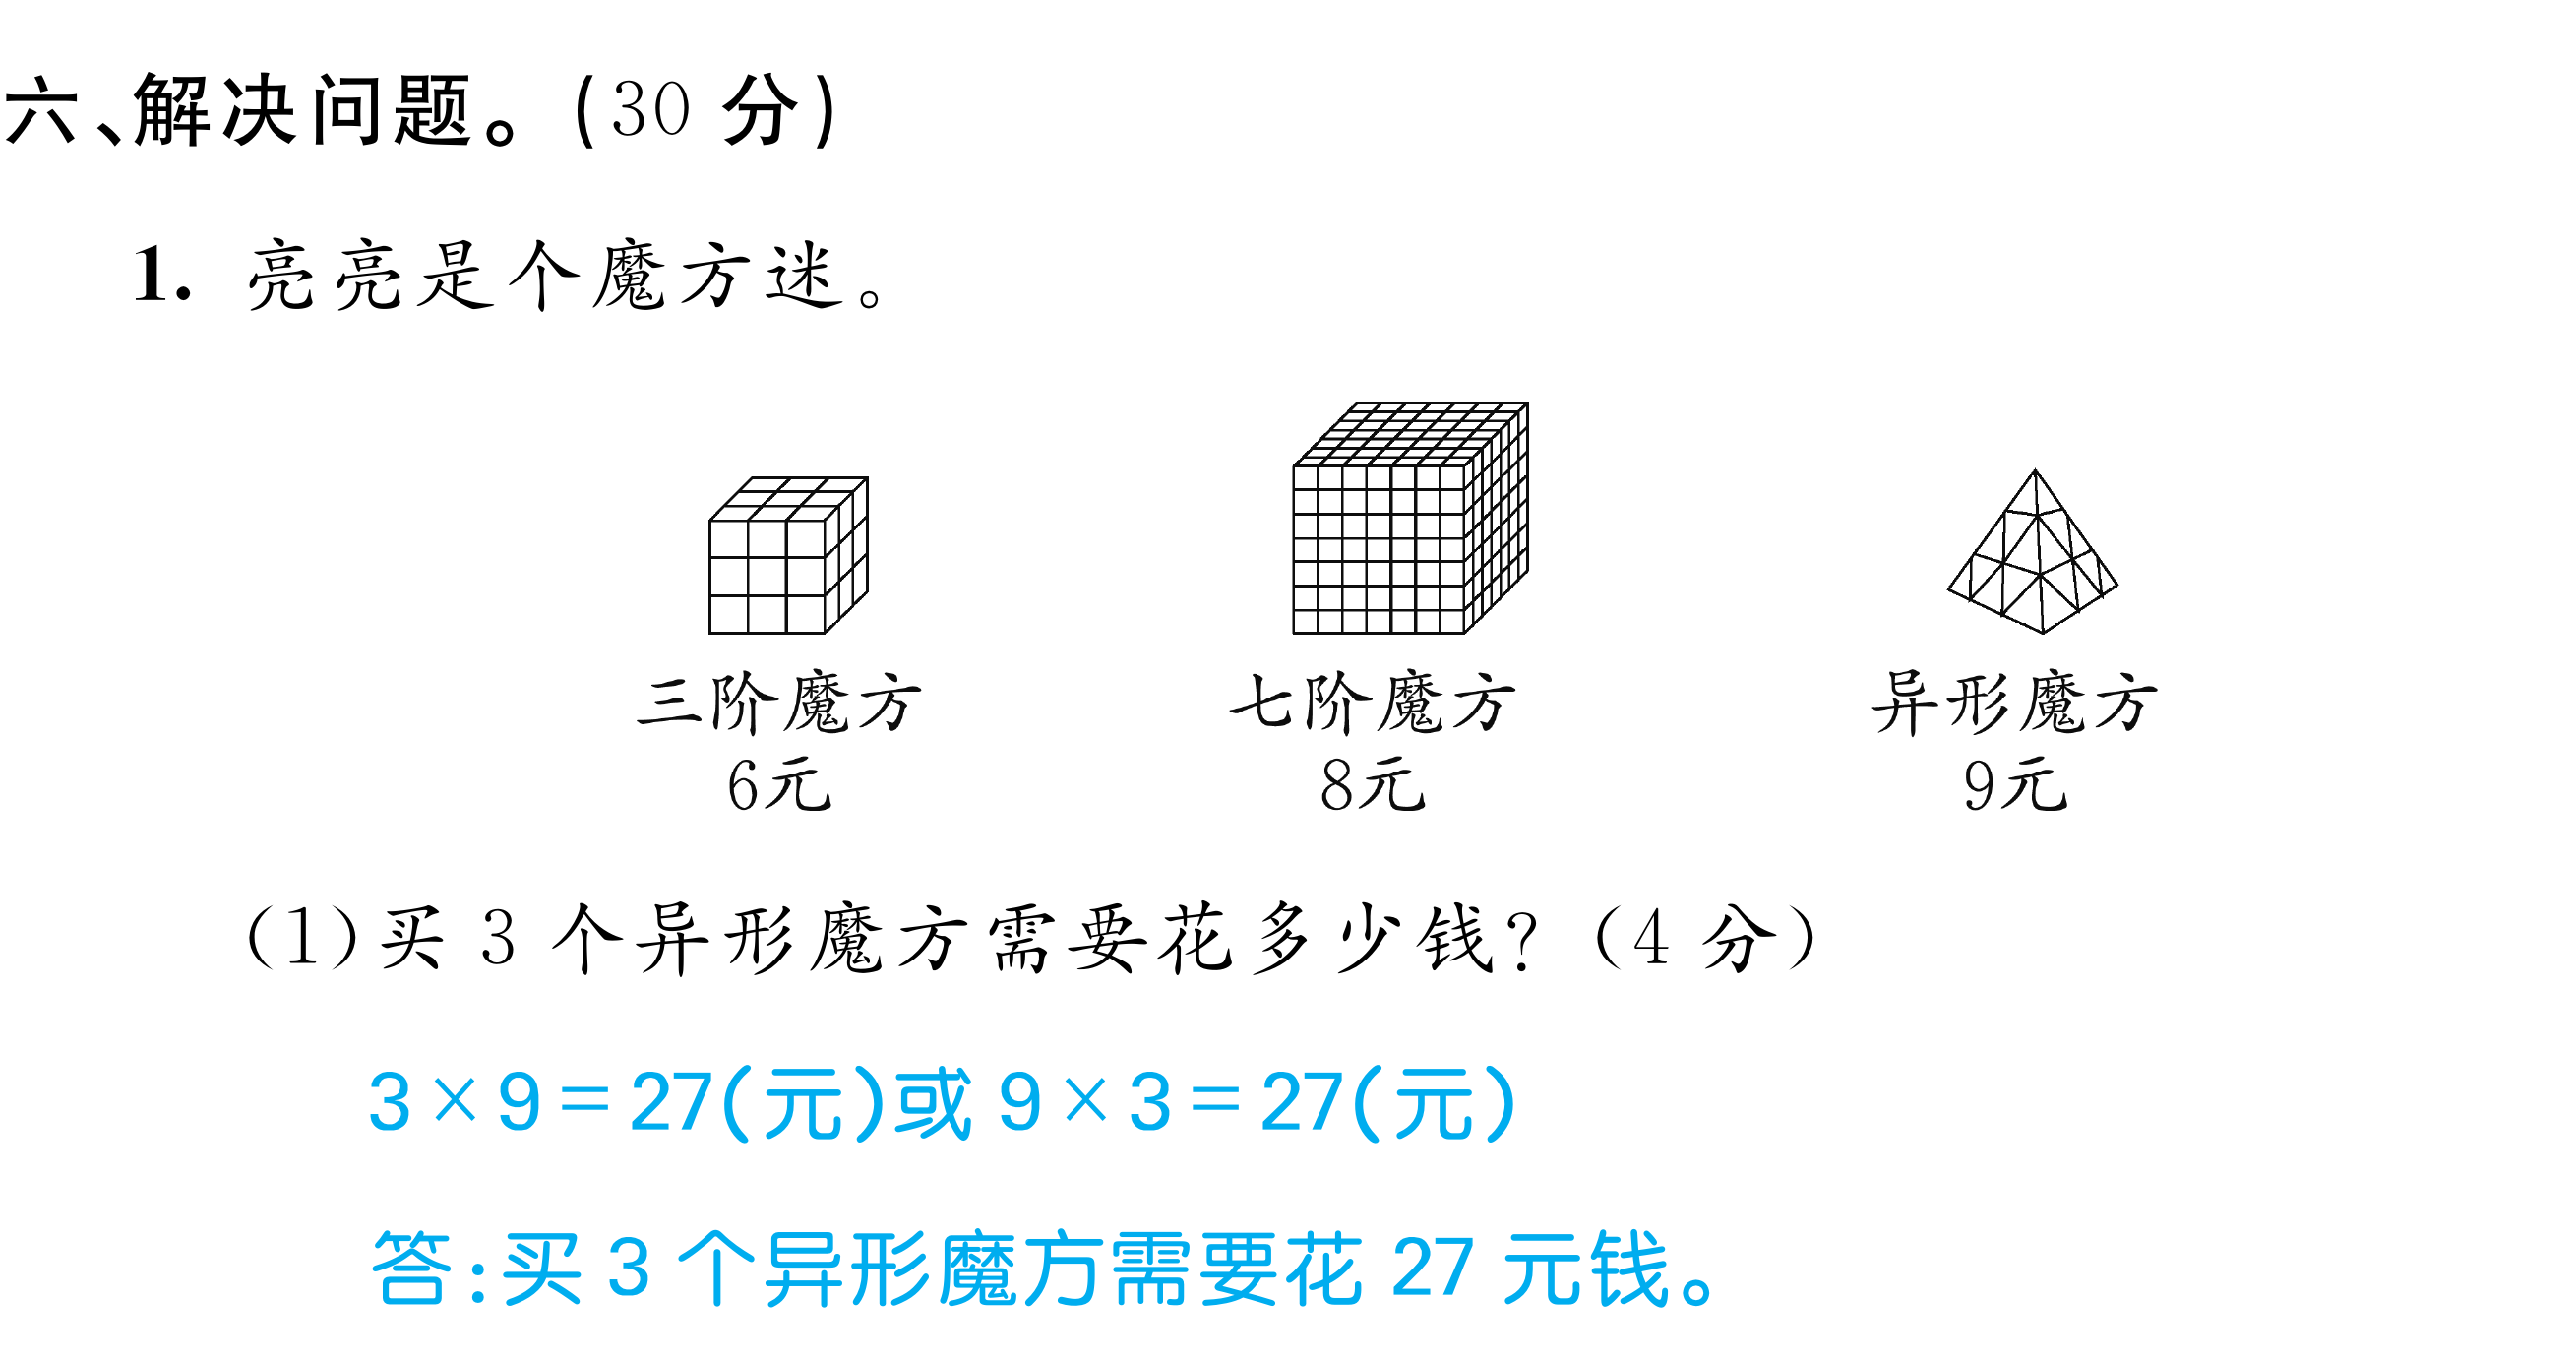 六、解决问题。(30 分)
1. 亮亮是个魔方迷。
三阶魔方 七阶魔方 异形魔方
6元 8元 9元
(1)买 3 个异形魔方需要花多少钱?(4 分)
3×9=27(元)或 9×3=27(元)
答:买 3 个异形魔方需要花 27 元钱。